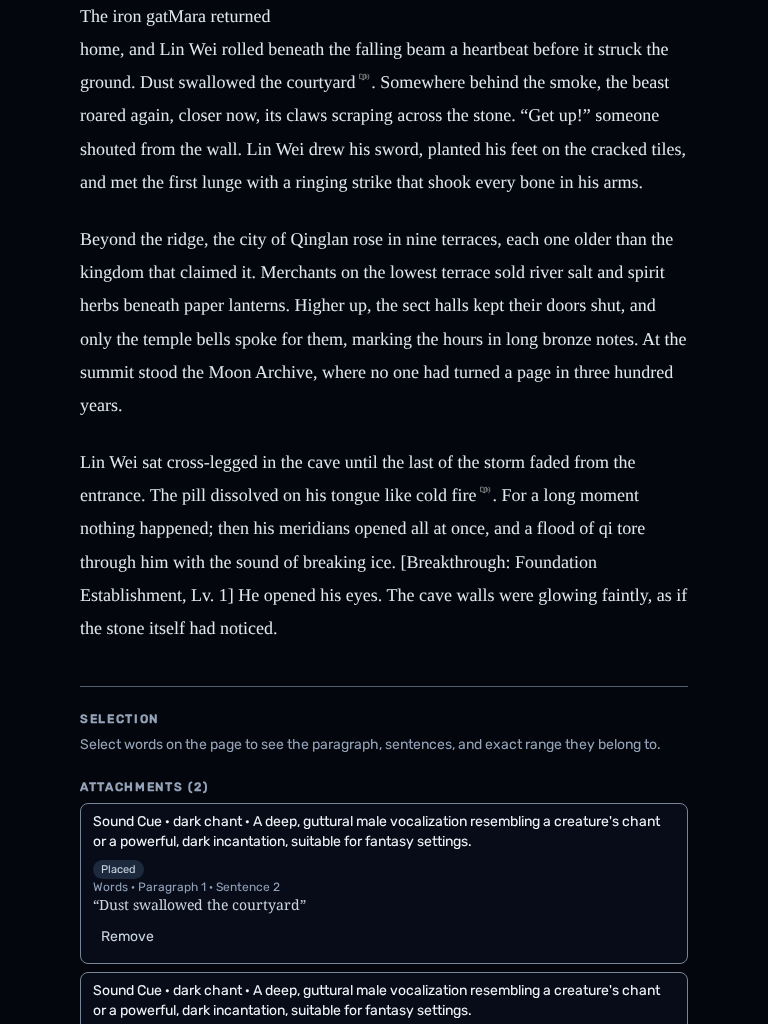 The iron gatMara returned
home, and Lin Wei rolled beneath the falling beam a heartbeat before it struck the
ground. Dust swallowed the courtyard. Somewhere behind the smoke, the beast
roared again, closer now, its claws scraping across the stone. “Get up!” someone
shouted from the wall. Lin Wei drew his sword, planted his feet on the cracked tiles,
and met the first lunge with a ringing strike that shook every bone in his arms.
Beyond the ridge, the city of Qinglan rose in nine terraces, each one older than the
kingdom that claimed it. Merchants on the lowest terrace sold river salt and spirit
herbs beneath paper lanterns. Higher up, the sect halls kept their doors shut, and
only the temple bells spoke for them, marking the hours in long bronze notes. At the
summit stood the Moon Archive, where no one had turned a page in three hundred
years.
Lin Wei sat cross-legged in the cave until the last of the storm faded from the
entrance. The pill dissolved on his tongue like cold fire. For a long moment
nothing happened; then his meridians opened all at once, and a flood of qi tore
through him with the sound of breaking ice. [Breakthrough: Foundation
Establishment, Lv. 1] He opened his eyes. The cave walls were glowing faintly, as if
the stone itself had noticed.
SELECTION
Select words on the page to see the paragraph, sentences, and exact range they belong to.
ATTACHMENTS (2)
Sound Cue • dark chant • A deep, guttural male vocalization resembling a creature's chant
or a powerful, dark incantation, suitable for fantasy settings.
Placed
Words • Paragraph 1 • Sentence 2
“Dust swallowed the courtyard”
Remove
Sound Cue • dark chant • A deep, guttural male vocalization resembling a creature's chant
or a powerful, dark incantation, suitable for fantasy settings.